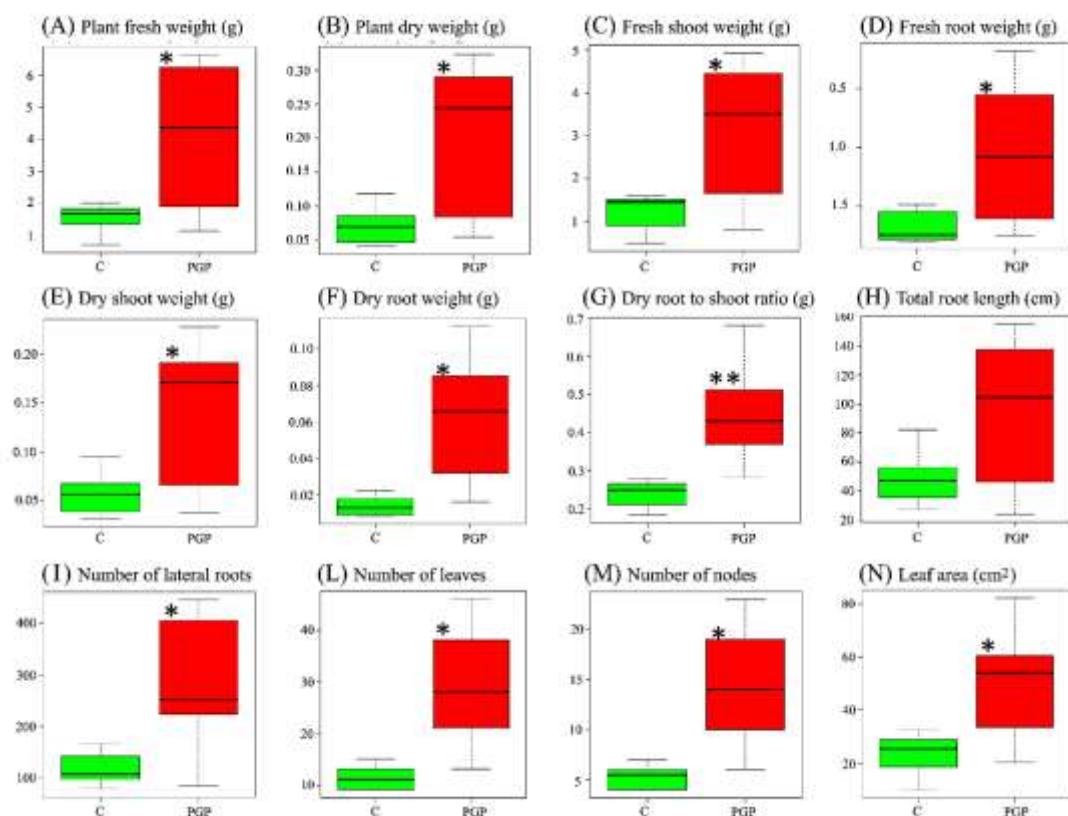 (A) Plant fresh weight (g)
6
5
4
3
2
1
*
C PGP
(B) Plant dry weight (g)
0.30
0.25
0.20
0.15
0.10
0.05
*
C PGP
(C) Fresh shoot weight (g)
5
4
3
2
1
*
C PGP
(D) Fresh root weight (g)
0.5
1.0
1.5
*
C PGP
(E) Dry shoot weight (g)
0.20
0.15
0.10
0.05
*
C PGP
(F) Dry root weight (g)
0.10
0.08
0.06
0.04
0.02
*
C PGP
(G) Dry root to shoot ratio (g)
0.7
0.6
0.5
0.4
0.3
0.2
**
C PGP
(H) Total root length (cm)
160
140
120
100
80
60
40
20
C PGP
(I) Number of lateral roots
400
300
200
100
*
C PGP
(L) Number of leaves
40
30
20
10
*
C PGP
(M) Number of nodes
20
15
10
5
*
C PGP
(N) Leaf area (cm²)
80
60
40
20
*
C PGP